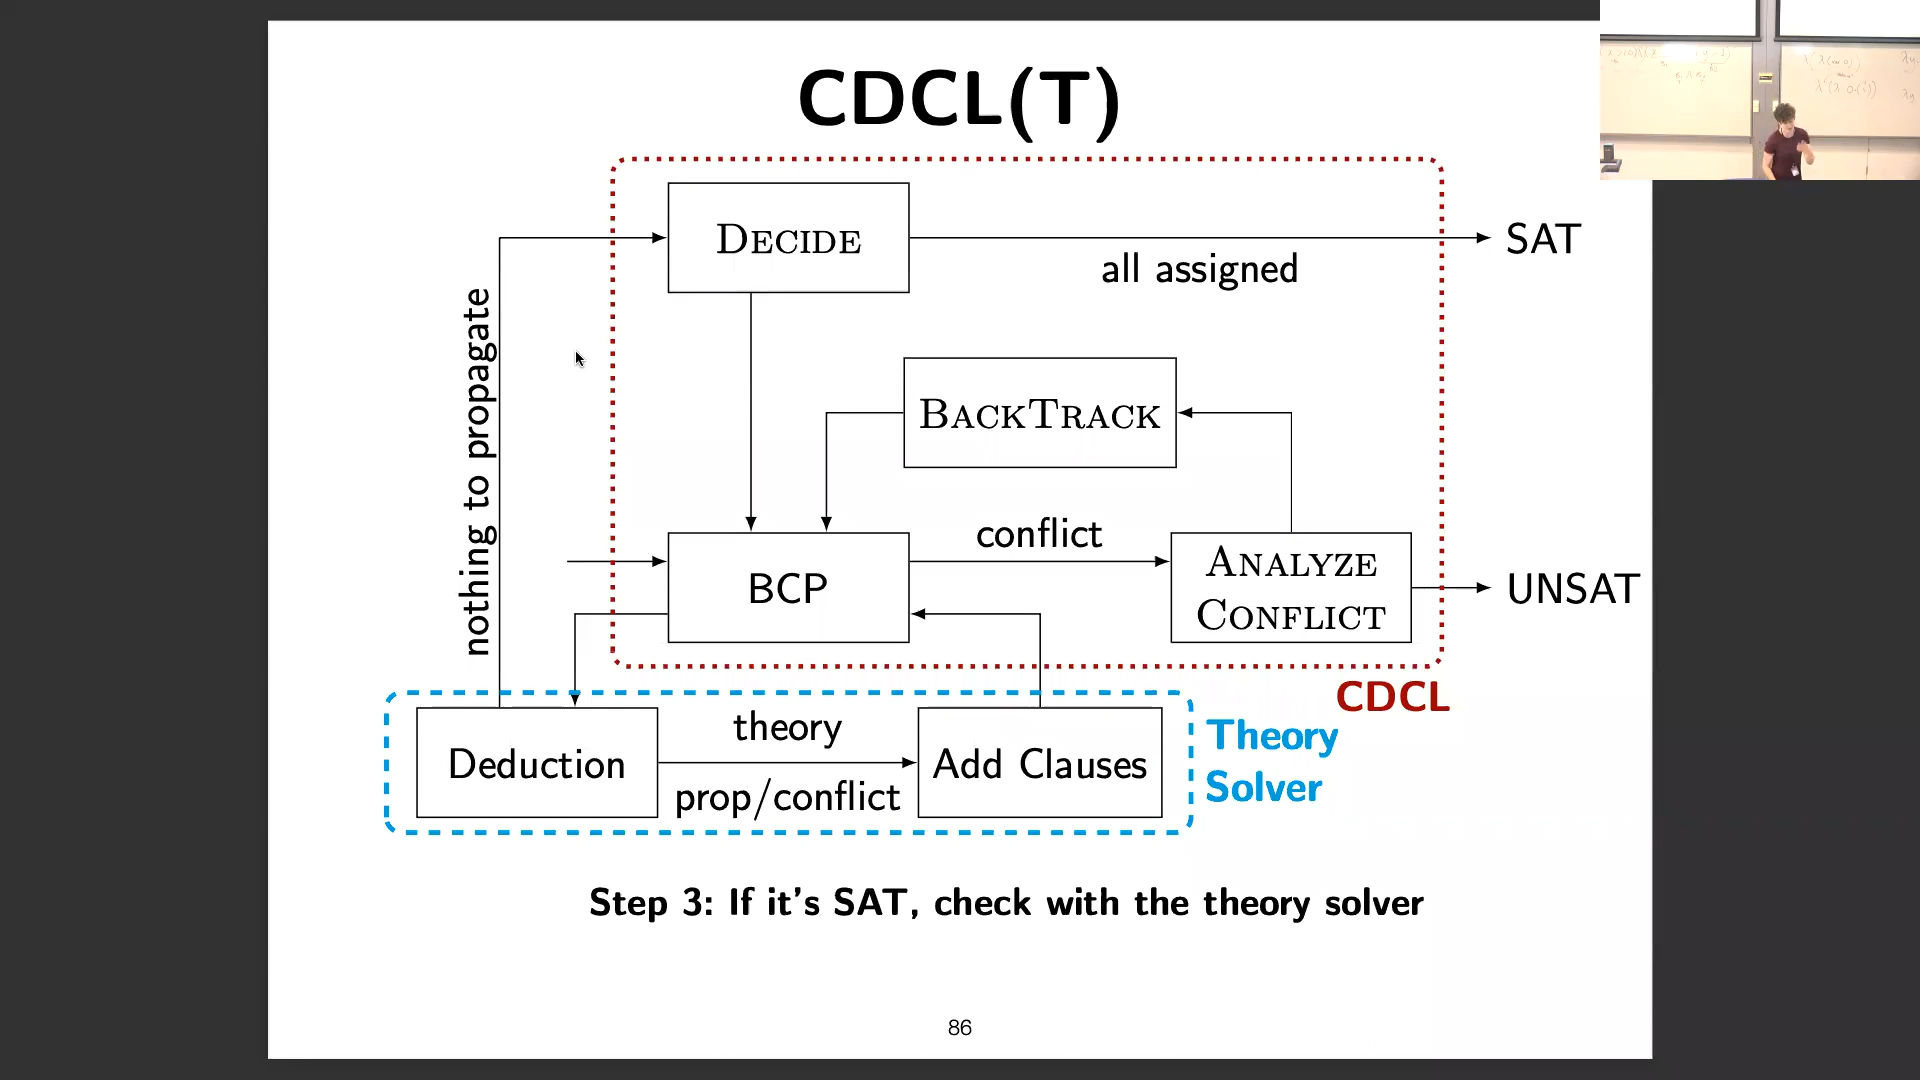 CDCL(T)
DECIDE
SAT
all assigned
nothing to propagate
BACKTRACK
conflict
BCP
ANALYZE
CONFLICT
UNSAT
CDCL
theory
Theory
Deduction
Add Clauses
prop/conflict
Solver
Step 3: If it's SAT, check with the theory solver
86